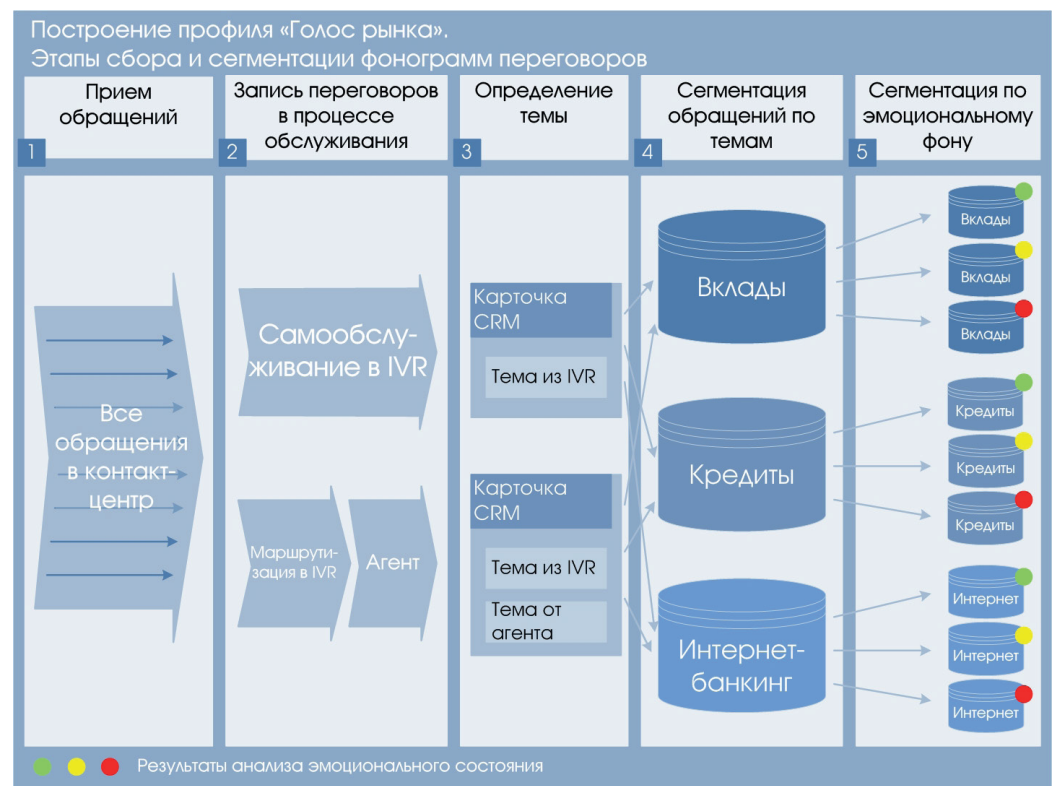 Построение профиля «Голос рынка».
Этапы сбора и сегментации фонограмм переговоров
Прием
обращений
1
Запись переговоров
в процессе
обслуживания
2
Определение
темы
3
Сегментация
обращений по
темам
4
Сегментация по
эмоциональному
фону
5
Все
обращения
в контакт-
центр
Самообслу-
живание в IVR
Маршрути-
зация в IVR
Агент
Карточка
CRM
Тема из IVR
Карточка
CRM
Тема из IVR
Тема от
агента
Вклады
Кредиты
Интернет-
банкинг
Вклады
Вклады
Вклады
Кредиты
Кредиты
Кредиты
Интернет
Интернет
Интернет
Результаты анализа эмоционального состояния